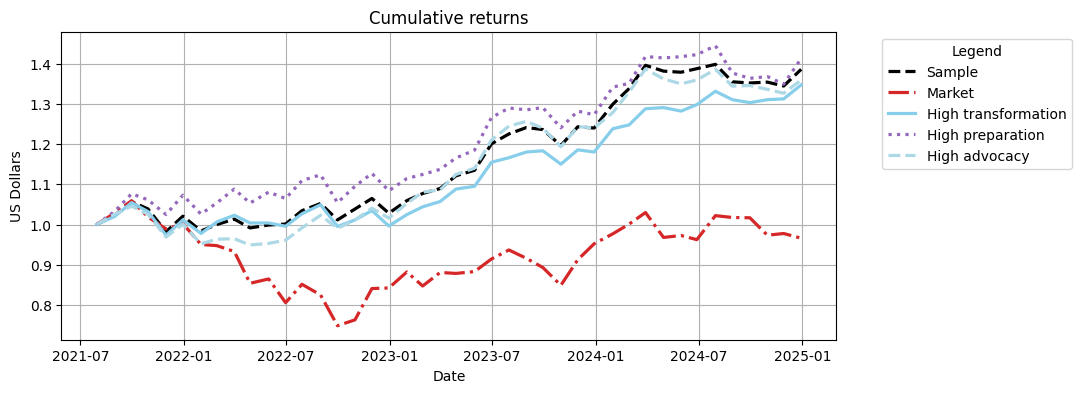 Cumulative returns
US Dollars
1.4
1.3
1.2
1.1
1.0
0.9
0.8
2021-07 2022-01 2022-07 2023-01 2023-07 2024-01 2024-07 2025-01
Date
Legend
Sample
Market
High transformation
High preparation
High advocacy